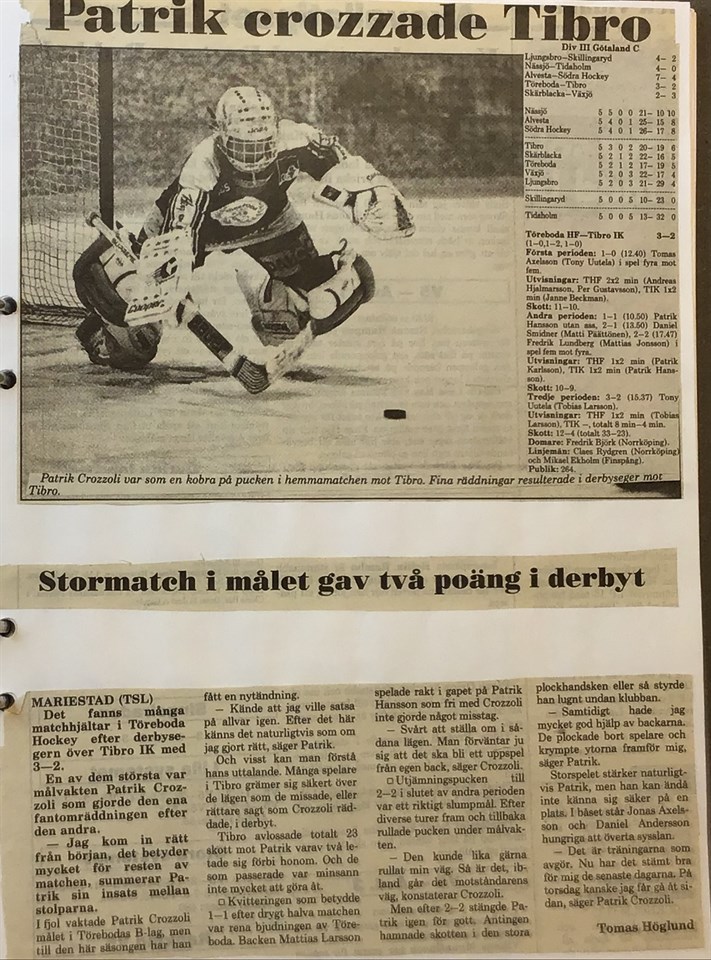 Patrik crozzade Tibro
Div III Götaland C
Ljungsbro—Skillingaryd 4— 2
Nässjö—Tidaholm 4— 0
Alvesta—Södra Hockey 7— 4
Töreboda—Tibro 3— 2
Skärblacka—Växjö 2— 3
Nässjö 5 5 0 0 21— 10 10
Alvesta 5 4 0 1 25— 15 8
Södra Hockey 5 4 0 1 26— 17 8
Tibro 5 3 0 2 20— 19 6
Skärblacka 5 2 1 2 22— 16 5
Töreboda 5 2 1 2 17— 19 5
Växjö 5 2 0 3 22— 17 4
Ljungsbro 5 2 0 3 21— 29 4
Skillingaryd 5 0 0 5 10— 23 0
Tidaholm 5 0 0 5 13— 32 0
Töreboda HF—Tibro IK 3—2
(1—0,1—2, 1—0)
Första perioden: 1—0 (12.40) Tomas
Axelsson (Tony Uutela) i spel fyra mot
fem.
Utvisningar: THF 2x2 min (Andreas
Hjalmarsson, Per Gustavsson), TIK 1x2
min (Janne Beckman).
Skott: 11—10.
Andra perioden: 1—1 (10.50) Patrik
Hansson utan ass, 2—1 (13.50) Daniel
Smidner (Matti Päättönen), 2—2 (17.47)
Fredrik Lundberg (Mattias Jonsson) i
spel fem mot fyra.
Utvisningar: THF 1x2 min (Patrik
Karlsson), TIK 1x2 min (Patrik Hans-
son).
Skott: 10—9.
Tredje perioden: 3—2 (15.37) Tony
Uutela (Tobias Larsson).
Utvisningar: THF 1x2 min (Tobias
Larsson), TIK —, totalt 8 min—4 min.
Skott: 12—4 (totalt 33—23).
Domare: Fredrik Björk (Norrköping).
Linjemän: Claes Rydgren (Norrköping)
och Mikael Ekholm (Finspång).
Publik: 264.
Patrik Crozzoli var som en kobra på pucken i hemmamatchen mot Tibro. Fina räddningar resulterade i derbyseger mot
Tibro.
Stormatch i målet gav två poäng i derbyt
MARIESTAD (TSL)
Det fanns många
matchhjältar i Töreboda
Hockey efter derbyse-
gern över Tibro IK med
3—2.
En av dem största var
målvakten Patrik Croz-
zoli som gjorde den ena
fantomräddningen efter
den andra.
— Jag kom in rätt
från början, det betyder
mycket för resten av
matchen, summerar Pa-
trik sin insats mellan
stolparna.
I fjol vaktade Patrik Crozzoli
målet i Törebodas B-lag, men
till den här säsongen har han
fått en nytändning.
— Kände att jag ville satsa
på allvar igen. Efter det här
känns det naturligtvis som om
jag gjort rätt, säger Patrik.
Och visst kan man förstå
hans uttalande. Många spelare
i Tibro grämer sig säkert över
de lägen som de missade, eller
rättare sagt som Crozzoli räd-
dade, i derbyt.
Tibro avlossade totalt 23
skott mot Patrik varav två le-
tade sig förbi honom. Och de
som passerade var minsann
inte mycket att göra åt.
□ Kvitteringen som betydde
1—1 efter drygt halva matchen
var rena bjudningen av Töre-
boda. Backen Mattias Larsson
spelade rakt i gapet på Patrik
Hansson som fri med Crozzoli
inte gjorde något misstag.
— Svårt att ställa om i så-
dana lägen. Man förväntar ju
sig att det ska bli ett uppspel
från egen back, säger Crozzoli.
□ Utjämningspucken till
2—2 i slutet av andra perioden
var ett riktigt slumpmål. Efter
diverse turer fram och tillbaka
rullade pucken under målvak-
ten.
— Den kunde lika gärna
rullat min väg. Så är det, ib-
land går det motståndarens
väg, konstaterar Crozzoli.
Men efter 2—2 stängde Pa-
trik igen för gott. Antingen
hamnade skotten i den stora
plockhandsken eller så styrde
han lugnt undan klubban.
— Samtidigt hade jag
mycket god hjälp av backarna.
De plockade bort spelare och
krympte ytorna framför mig,
säger Patrik.
Storspelet stärker naturligt-
vis Patrik, men han kan ändå
inte känna sig säker på en
plats. I båset står Jonas Axels-
son och Daniel Andersson
hungriga att överta sysslan.
— Det är träningarna som
avgör. Nu har det stämt bra
för mig de senaste dagarna. På
torsdag kanske jag får gå åt si-
dan, säger Patrik Crozzoli.
Tomas Höglund